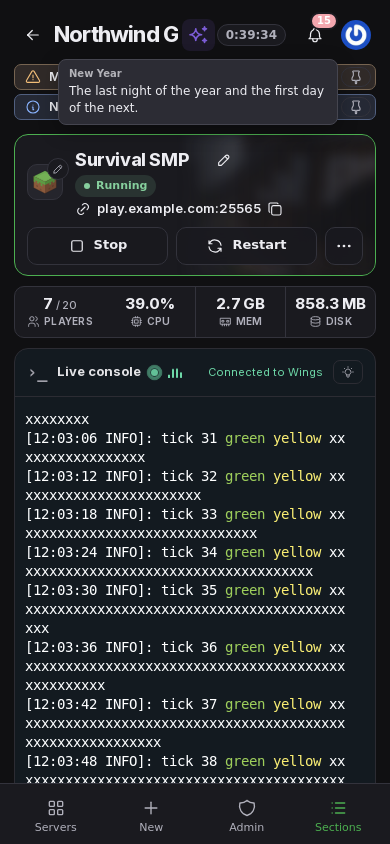 Northwind G
0:39:34
15
New Year
The last night of the year and the first day
of the next.
Survival SMP
Running
play.example.com:25565
Stop
Restart
7 / 20
PLAYERS
39.0%
CPU
2.7 GB
MEM
858.3 MB
DISK
Live console
Connected to Wings
xxxxxxxx
[12:03:06 INFO]: tick 31 green yellow xx
xxxxxxxxxxxxxxx
[12:03:12 INFO]: tick 32 green yellow xx
xxxxxxxxxxxxxxxxxxxxxx
[12:03:18 INFO]: tick 33 green yellow xx
xxxxxxxxxxxxxxxxxxxxxxxxxxxxx
[12:03:24 INFO]: tick 34 green yellow xx
xxxxxxxxxxxxxxxxxxxxxxxxxxxxxxxxxxxx
[12:03:30 INFO]: tick 35 green yellow xx
xxxxxxxxxxxxxxxxxxxxxxxxxxxxxxxxxxxxxxxx
xxx
[12:03:36 INFO]: tick 36 green yellow xx
xxxxxxxxxxxxxxxxxxxxxxxxxxxxxxxxxxxxxxxx
xxxxxxxxxx
[12:03:42 INFO]: tick 37 green yellow xx
xxxxxxxxxxxxxxxxxxxxxxxxxxxxxxxxxxxxxxxx
xxxxxxxxxxxxxxxxx
[12:03:48 INFO]: tick 38 green yellow xx
xxxxxxxxxxxxxxxxxxxxxxxxxxxxxxxxxxxxxxxx
Servers
New
Admin
Sections